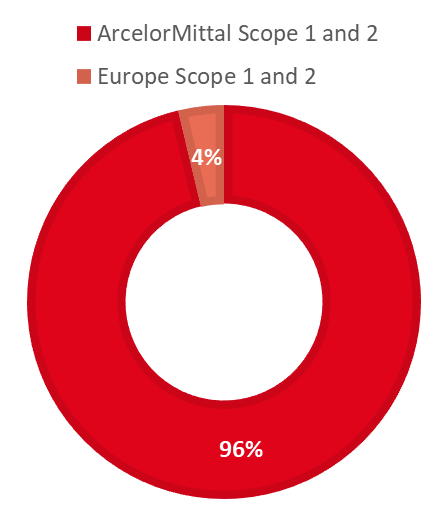 ArcelorMittal Scope 1 and 2
Europe Scope 1 and 2
4%
96%